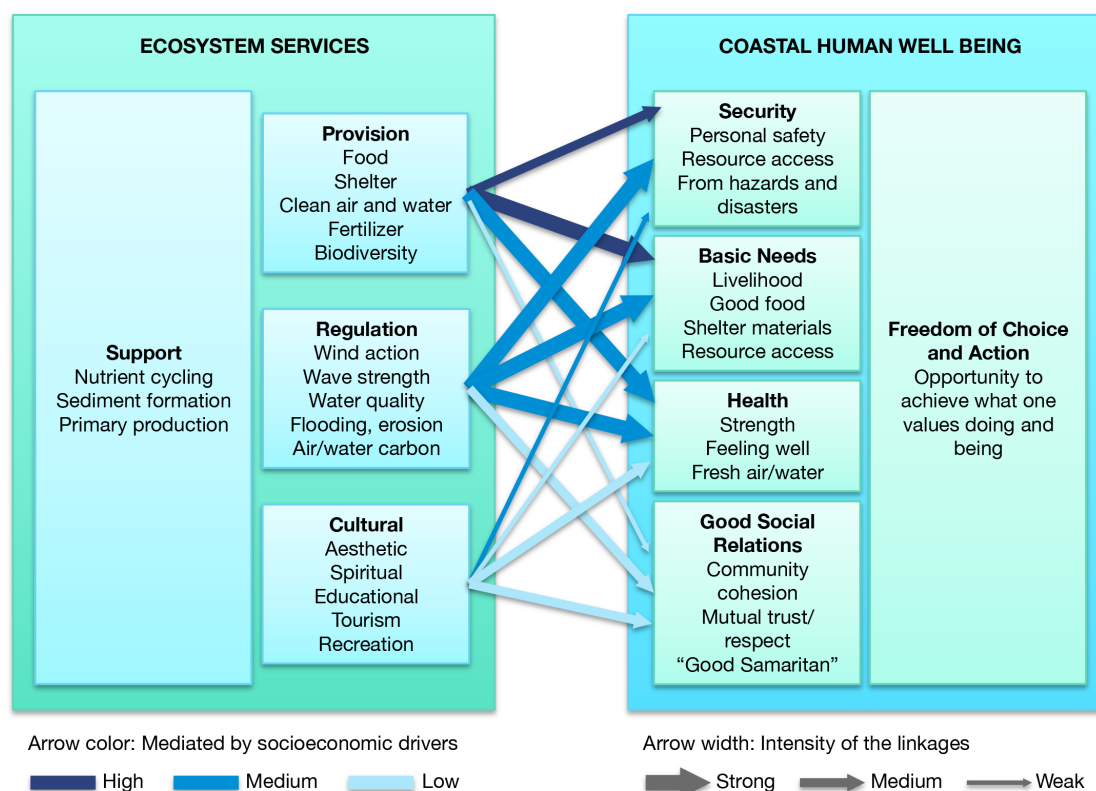 ECOSYSTEM SERVICES
Support
Nutrient cycling
Sediment formation
Primary production
Provision
Food
Shelter
Clean air and water
Fertilizer
Biodiversity
Regulation
Wind action
Wave strength
Water quality
Flooding, erosion
Air/water carbon
Cultural
Aesthetic
Spiritual
Educational
Tourism
Recreation
COASTAL HUMAN WELL BEING
Security
Personal safety
Resource access
From hazards and
disasters
Basic Needs
Livelihood
Good food
Shelter materials
Resource access
Health
Strength
Feeling well
Fresh air/water
Good Social
Relations
Community
cohesion
Mutual trust/
respect
“Good Samaritan”
Freedom of Choice
and Action
Opportunity to
achieve what one
values doing and
being
Arrow color: Mediated by socioeconomic drivers
High
Medium
Low
Arrow width: Intensity of the linkages
Strong
Medium
Weak